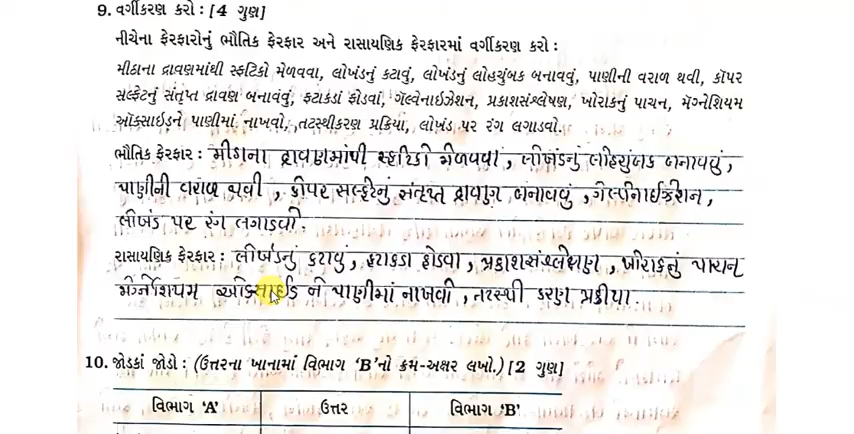 9. વર્ગીકરણ કરો : [4 ગુણ]
નીચેના ફેરફારોનું ભૌતિક ફેરફાર અને રાસાયણિક ફેરફારમાં વર્ગીકરણ કરો :
મીઠાના દ્રાવણમાંથી સ્ફટિકો મેળવવા, લોખંડનું કટાવું, લોખંડનું લોહચુંબક બનાવવું, પાણીની વરાળ થવી, કૉપર
સલ્ફેટનું સંતૃપ્ત દ્રાવણ બનાવવું, ફટાકડાં ફોડવાં, ગૅલ્વેનાઇઝેશન, પ્રકાશસંશ્લેષણ, ખોરાકનું પાચન, મૅગ્નેશિયમ
ઑક્સાઇડને પાણીમાં નાખવો, તટસ્થીકરણ પ્રક્રિયા, લોખંડ પર રંગ લગાડવો.
ભૌતિક ફેરફાર : મીઠાના દ્રાવણમાંથી સ્ફટિકો મેળવવા, લોખંડનું લોહચુંબક બનાવવું,
પાણીની વરાળ થવી, કોપર સલ્ફેટનું સંતૃપ્ત દ્રાવણ બનાવવું, ગેલ્વેનાઈઝેશન,
લોખંડ પર રંગ લગાડવો.
રાસાયણિક ફેરફાર : લોખંડનું કટાવું, ફટાકડા ફોડવા, પ્રકાશસંશ્લેષણ, ખોરાકનું પાચન
મેગ્નેશિયમ ઓક્સાઈડ ને પાણીમાં નાખવો, તટસ્થી કરણ પ્રક્રીયા.
10. જોડકાં જોડો : (ઉત્તરના ખાનામાં વિભાગ 'B'નો ક્રમ-અક્ષર લખો.) [2 ગુણ]
વિભાગ 'A' ઉત્તર વિભાગ 'B'